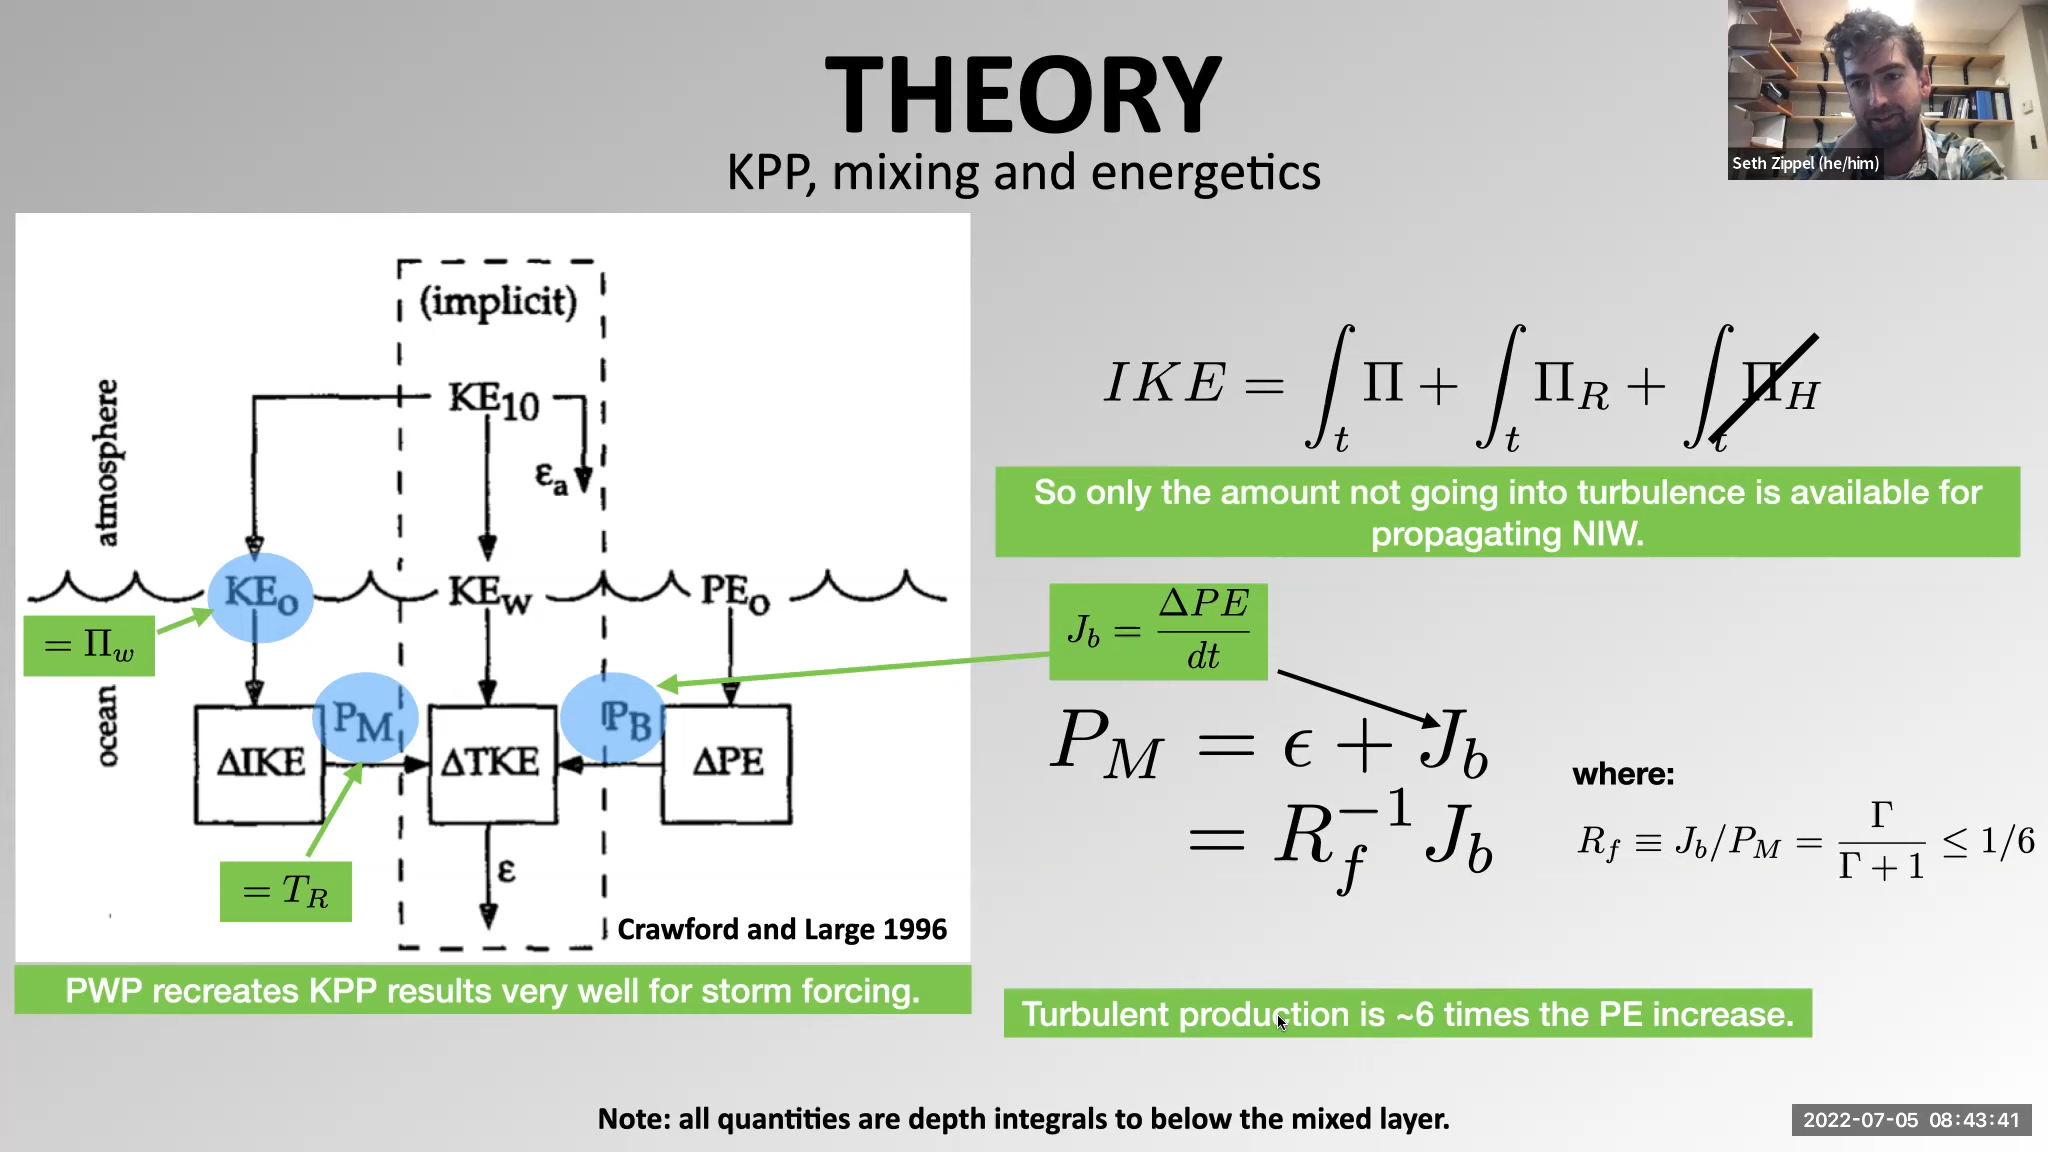 THEORY
KPP, mixing and energetics
Seth Zippel (he/him)
(implicit)
atmosphere
KE10
εa
KEo
KEw
PEo
= Πw
ocean
PM
PB
ΔIKE
ΔTKE
ΔPE
= TR
ε
Crawford and Large 1996
PWP recreates KPP results very well for storm forcing.
IKE = ∫t Π + ∫t ΠR + ∫t ΠH
So only the amount not going into turbulence is available for
propagating NIW.
Jb = ΔPE / dt
PM = ϵ + Jb
= Rf^−1 Jb
where:
Rf ≡ Jb/PM = Γ / (Γ + 1) ≤ 1/6
Turbulent production is ~6 times the PE increase.
Note: all quantities are depth integrals to below the mixed layer.
2022-07-05 08:43:41